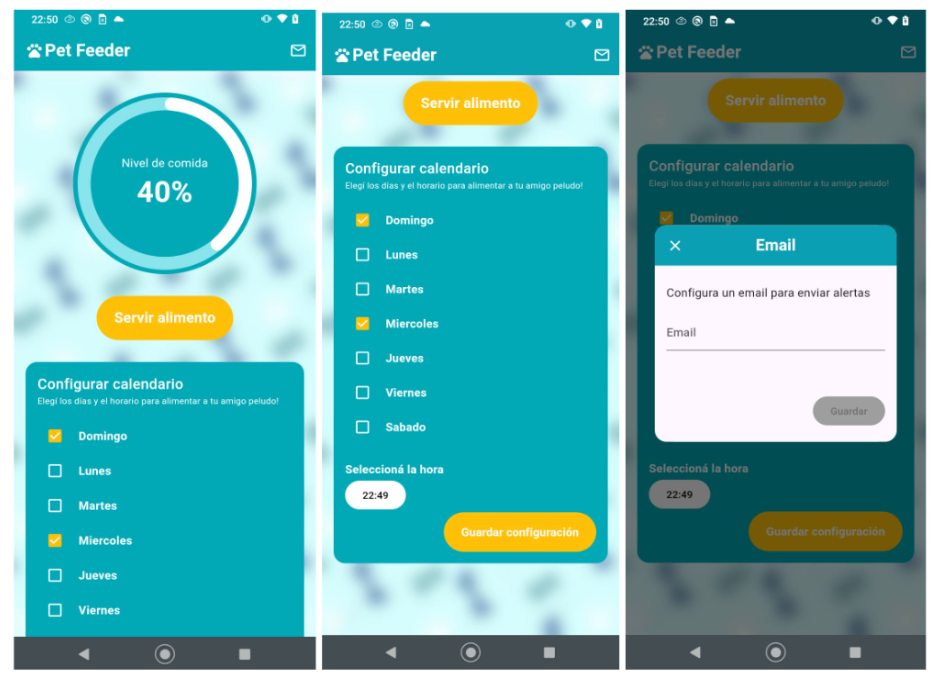 22:50
Pet Feeder
Nivel de comida
40%
Servir alimento
Configurar calendario
Elegí los días y el horario para alimentar a tu amigo peludo!
Domingo
Lunes
Martes
Miercoles
Jueves
Viernes
22:50
Pet Feeder
Servir alimento
Configurar calendario
Elegí los días y el horario para alimentar a tu amigo peludo!
Domingo
Lunes
Martes
Miercoles
Jueves
Viernes
Sabado
Seleccioná la hora
22:49
Guardar configuración
22:50
Pet Feeder
Servir alimento
Configurar calendario
Elegí los días y el horario para alimentar a tu amigo peludo!
Domingo
Email
Configura un email para enviar alertas
Email
Guardar
Seleccioná la hora
22:49
Guardar configuración